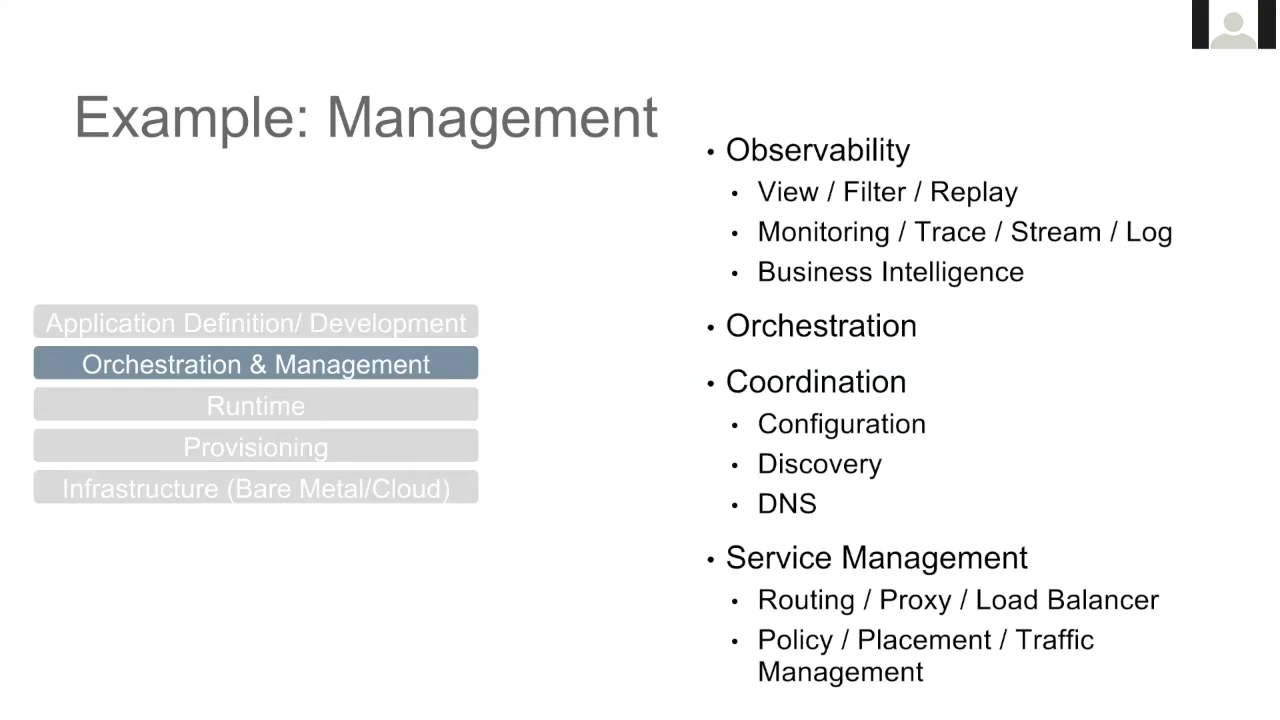 Example: Management
Application Definition/ Development
Orchestration & Management
Runtime
Provisioning
Infrastructure (Bare Metal/Cloud)
• Observability
• View / Filter / Replay
• Monitoring / Trace / Stream / Log
• Business Intelligence
• Orchestration
• Coordination
• Configuration
• Discovery
• DNS
• Service Management
• Routing / Proxy / Load Balancer
• Policy / Placement / Traffic
Management